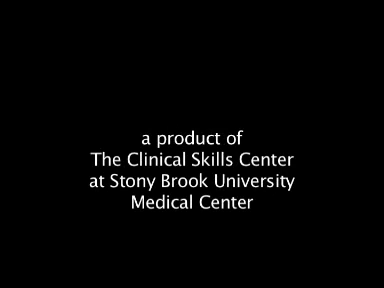 a product of
The Clinical Skills Center
at Stony Brook University
Medical Center